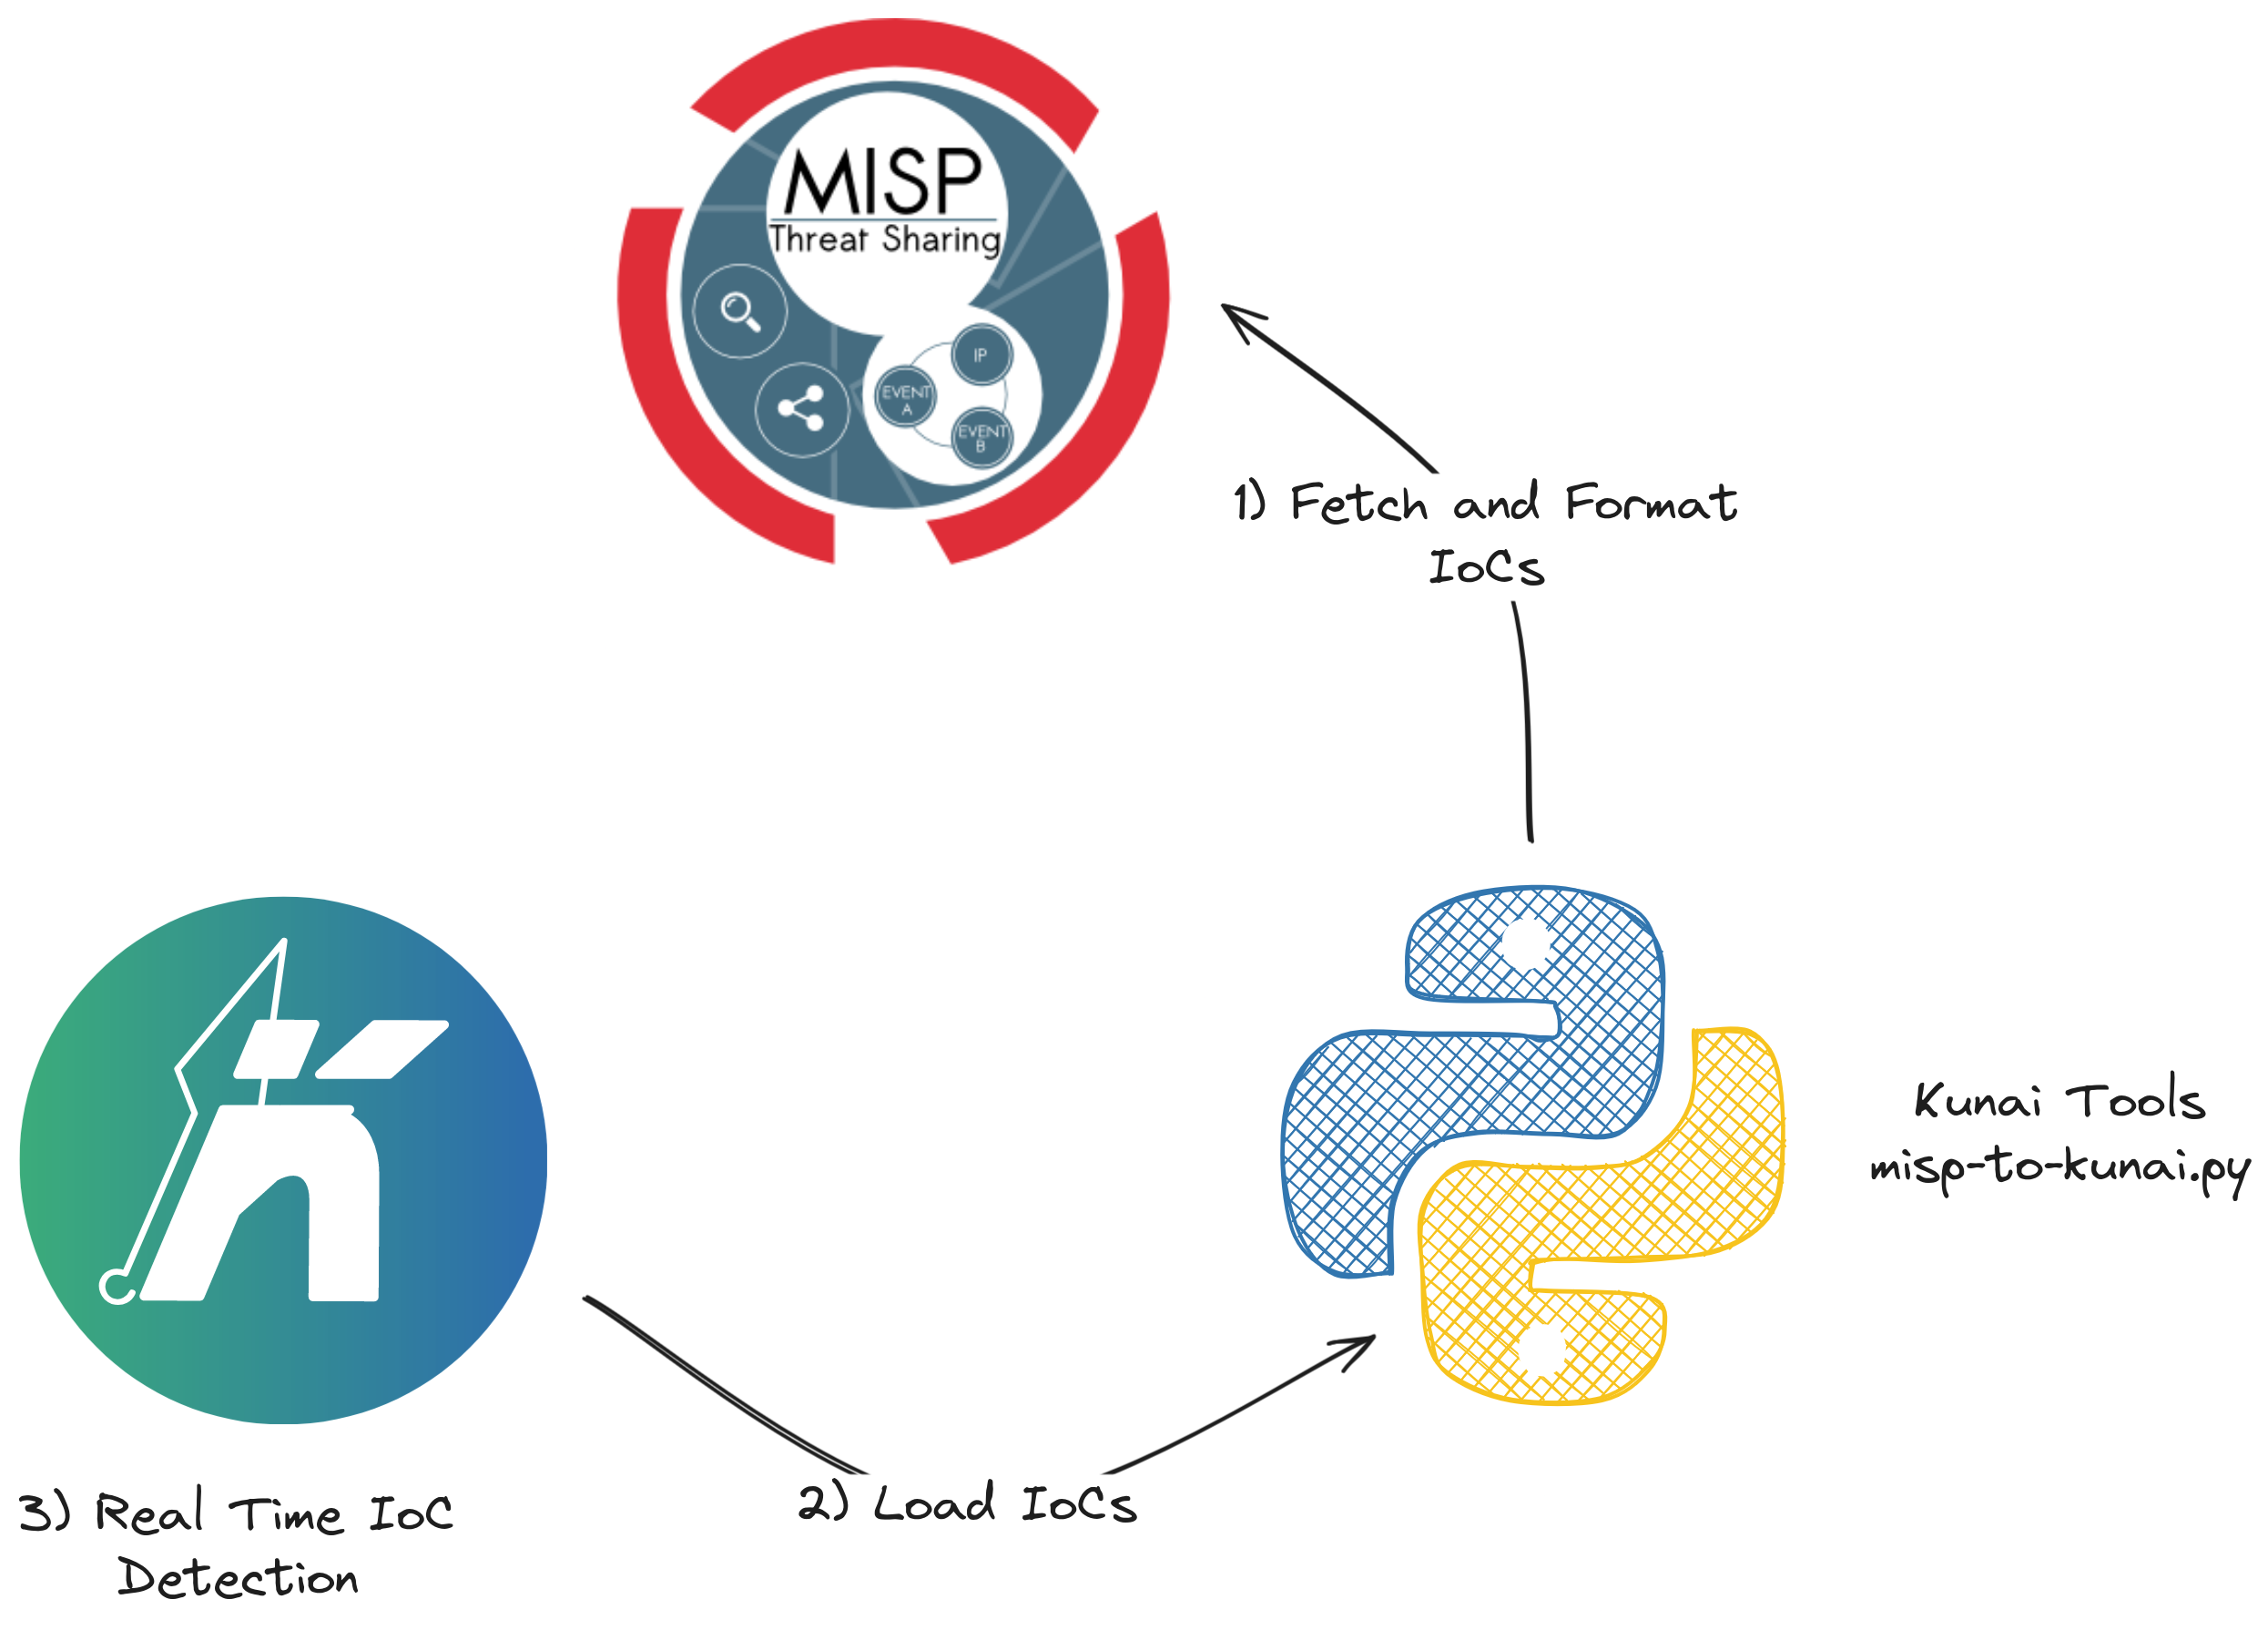 MISP
Threat Sharing
IP
EVENT
A
EVENT
B
1) Fetch and Format
IoCs
Kunai Tools
misp-to-kunai.py
2) Load IoCs
3) Real Time IoC
Detection